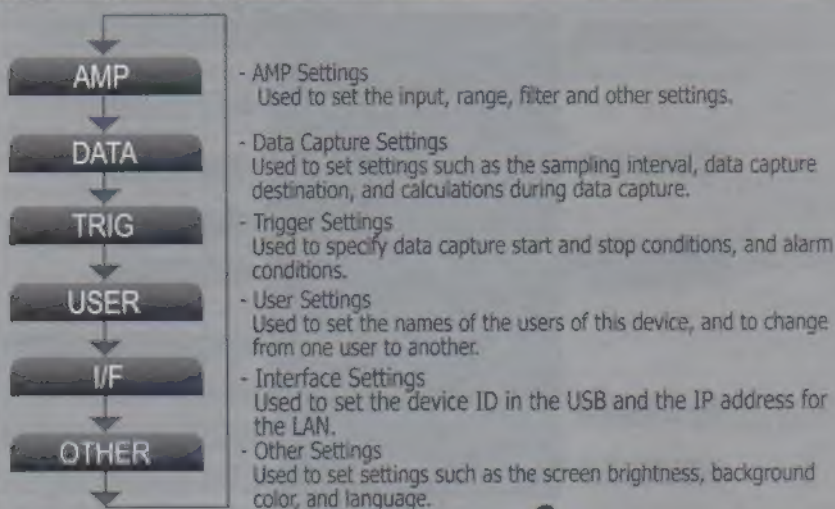 AMP
- AMP Settings
Used to set the input, range, filter and other settings.
DATA
- Data Capture Settings
Used to set settings such as the sampling interval, data capture
destination, and calculations during data capture.
TRIG
- Trigger Settings
Used to specify data capture start and stop conditions, and alarm
conditions.
USER
- User Settings
Used to set the names of the users of this device, and to change
from one user to another.
I/F
- Interface Settings
Used to set the device ID in the USB and the IP address for
the LAN.
OTHER
- Other Settings
Used to set settings such as the screen brightness, background
color, and language.